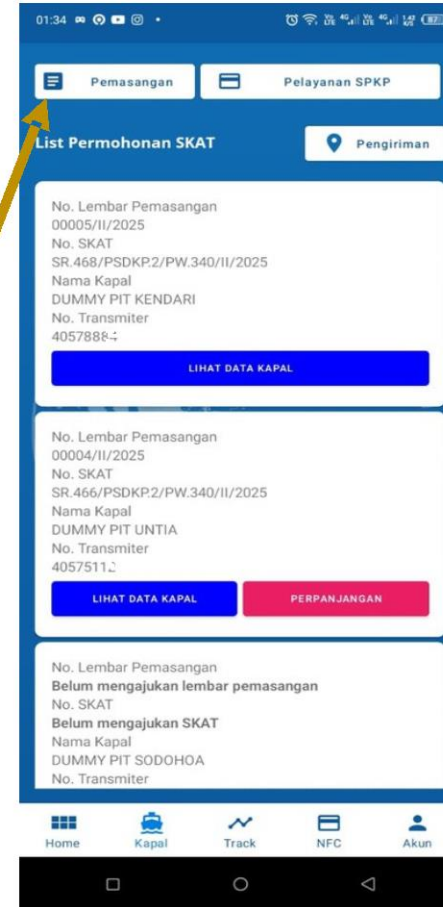 01:34
Pemasangan
Pelayanan SPKP
List Permohonan SKAT
Pengiriman
No. Lembar Pemasangan
00005/II/2025
No. SKAT
SR.468/PSDKP.2/PW.340/II/2025
Nama Kapal
DUMMY PIT KENDARI
No. Transmiter
LIHAT DATA KAPAL
No. Lembar Pemasangan
00004/II/2025
No. SKAT
SR.466/PSDKP.2/PW.340/II/2025
Nama Kapal
DUMMY PIT UNTIA
No. Transmiter
LIHAT DATA KAPAL
PERPANJANGAN
No. Lembar Pemasangan
Belum mengajukan lembar pemasangan
No. SKAT
Belum mengajukan SKAT
Nama Kapal
DUMMY PIT SODOHOA
No. Transmiter
Home
Kapal
Track
NFC
Akun